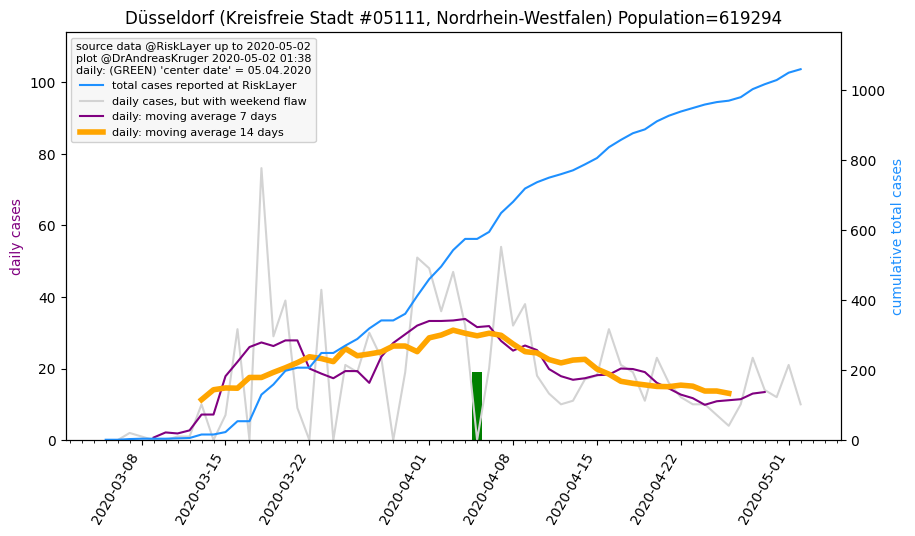 Düsseldorf (Kreisfreie Stadt #05111, Nordrhein-Westfalen) Population=619294
source data @RiskLayer up to 2020-05-02
plot @DrAndreasKruger 2020-05-02 01:38
daily: (GREEN) 'center date' = 05.04.2020
total cases reported at RiskLayer
daily cases, but with weekend flaw
daily: moving average 7 days
daily: moving average 14 days
daily cases
100
80
60
40
20
0
cumulative total cases
1000
800
600
400
200
0
2020-03-08
2020-03-15
2020-03-22
2020-04-01
2020-04-08
2020-04-15
2020-04-22
2020-05-01